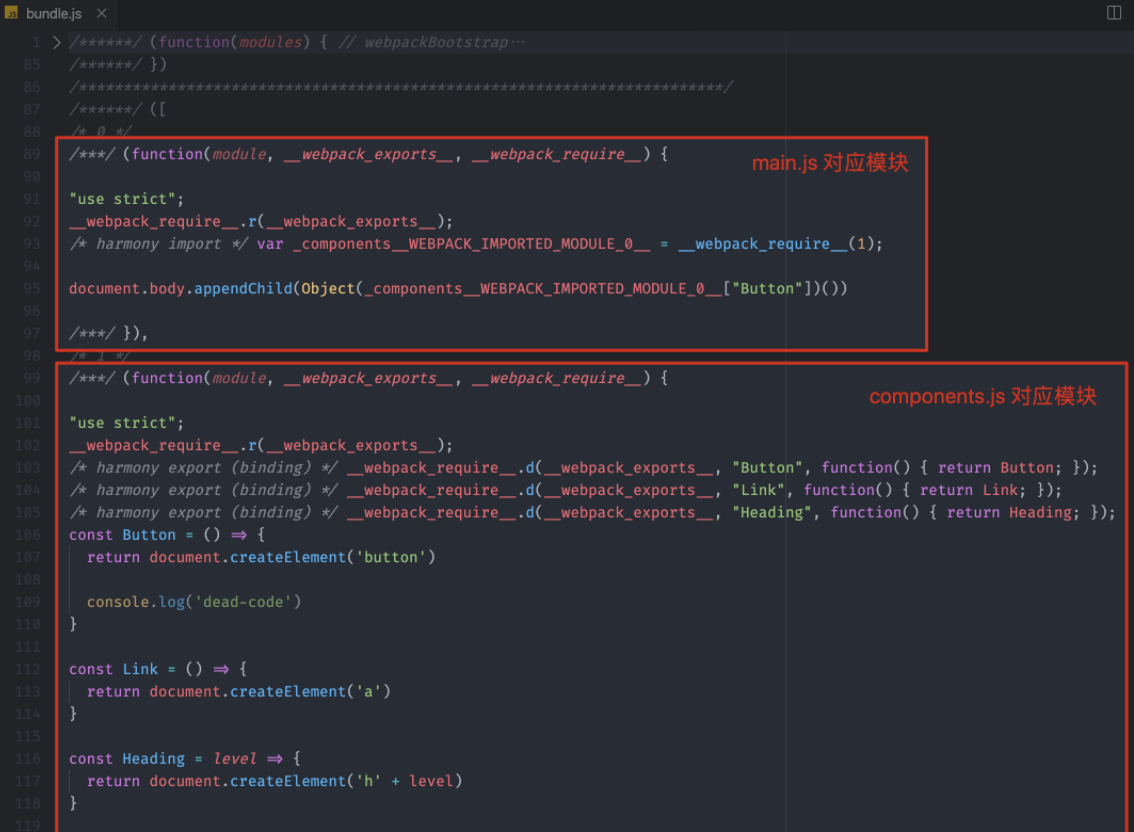 JS bundle.js ×
1 > /******/ (function(modules) { // webpackBootstrap…
85 /******/ })
86 /************************************************************************/
87 /******/ ([
88 /* 0 */
89 /***/ (function(module, __webpack_exports__, __webpack_require__) {
main.js 对应模块
90
91 "use strict";
92 __webpack_require__.r(__webpack_exports__);
93 /* harmony import */ var _components__WEBPACK_IMPORTED_MODULE_0__ = __webpack_require__(1);
94
95 document.body.appendChild(Object(_components__WEBPACK_IMPORTED_MODULE_0__["Button"])())
96
97 /***/ }),
98 /* 1 */
99 /***/ (function(module, __webpack_exports__, __webpack_require__) {
components.js 对应模块
100
101 "use strict";
102 __webpack_require__.r(__webpack_exports__);
103 /* harmony export (binding) */ __webpack_require__.d(__webpack_exports__, "Button", function() { return Button; });
104 /* harmony export (binding) */ __webpack_require__.d(__webpack_exports__, "Link", function() { return Link; });
105 /* harmony export (binding) */ __webpack_require__.d(__webpack_exports__, "Heading", function() { return Heading; });
106 const Button = () => {
107 return document.createElement('button')
108
109 console.log('dead-code')
110 }
111
112 const Link = () => {
113 return document.createElement('a')
114 }
115
116 const Heading = level => {
117 return document.createElement('h' + level)
118 }
119